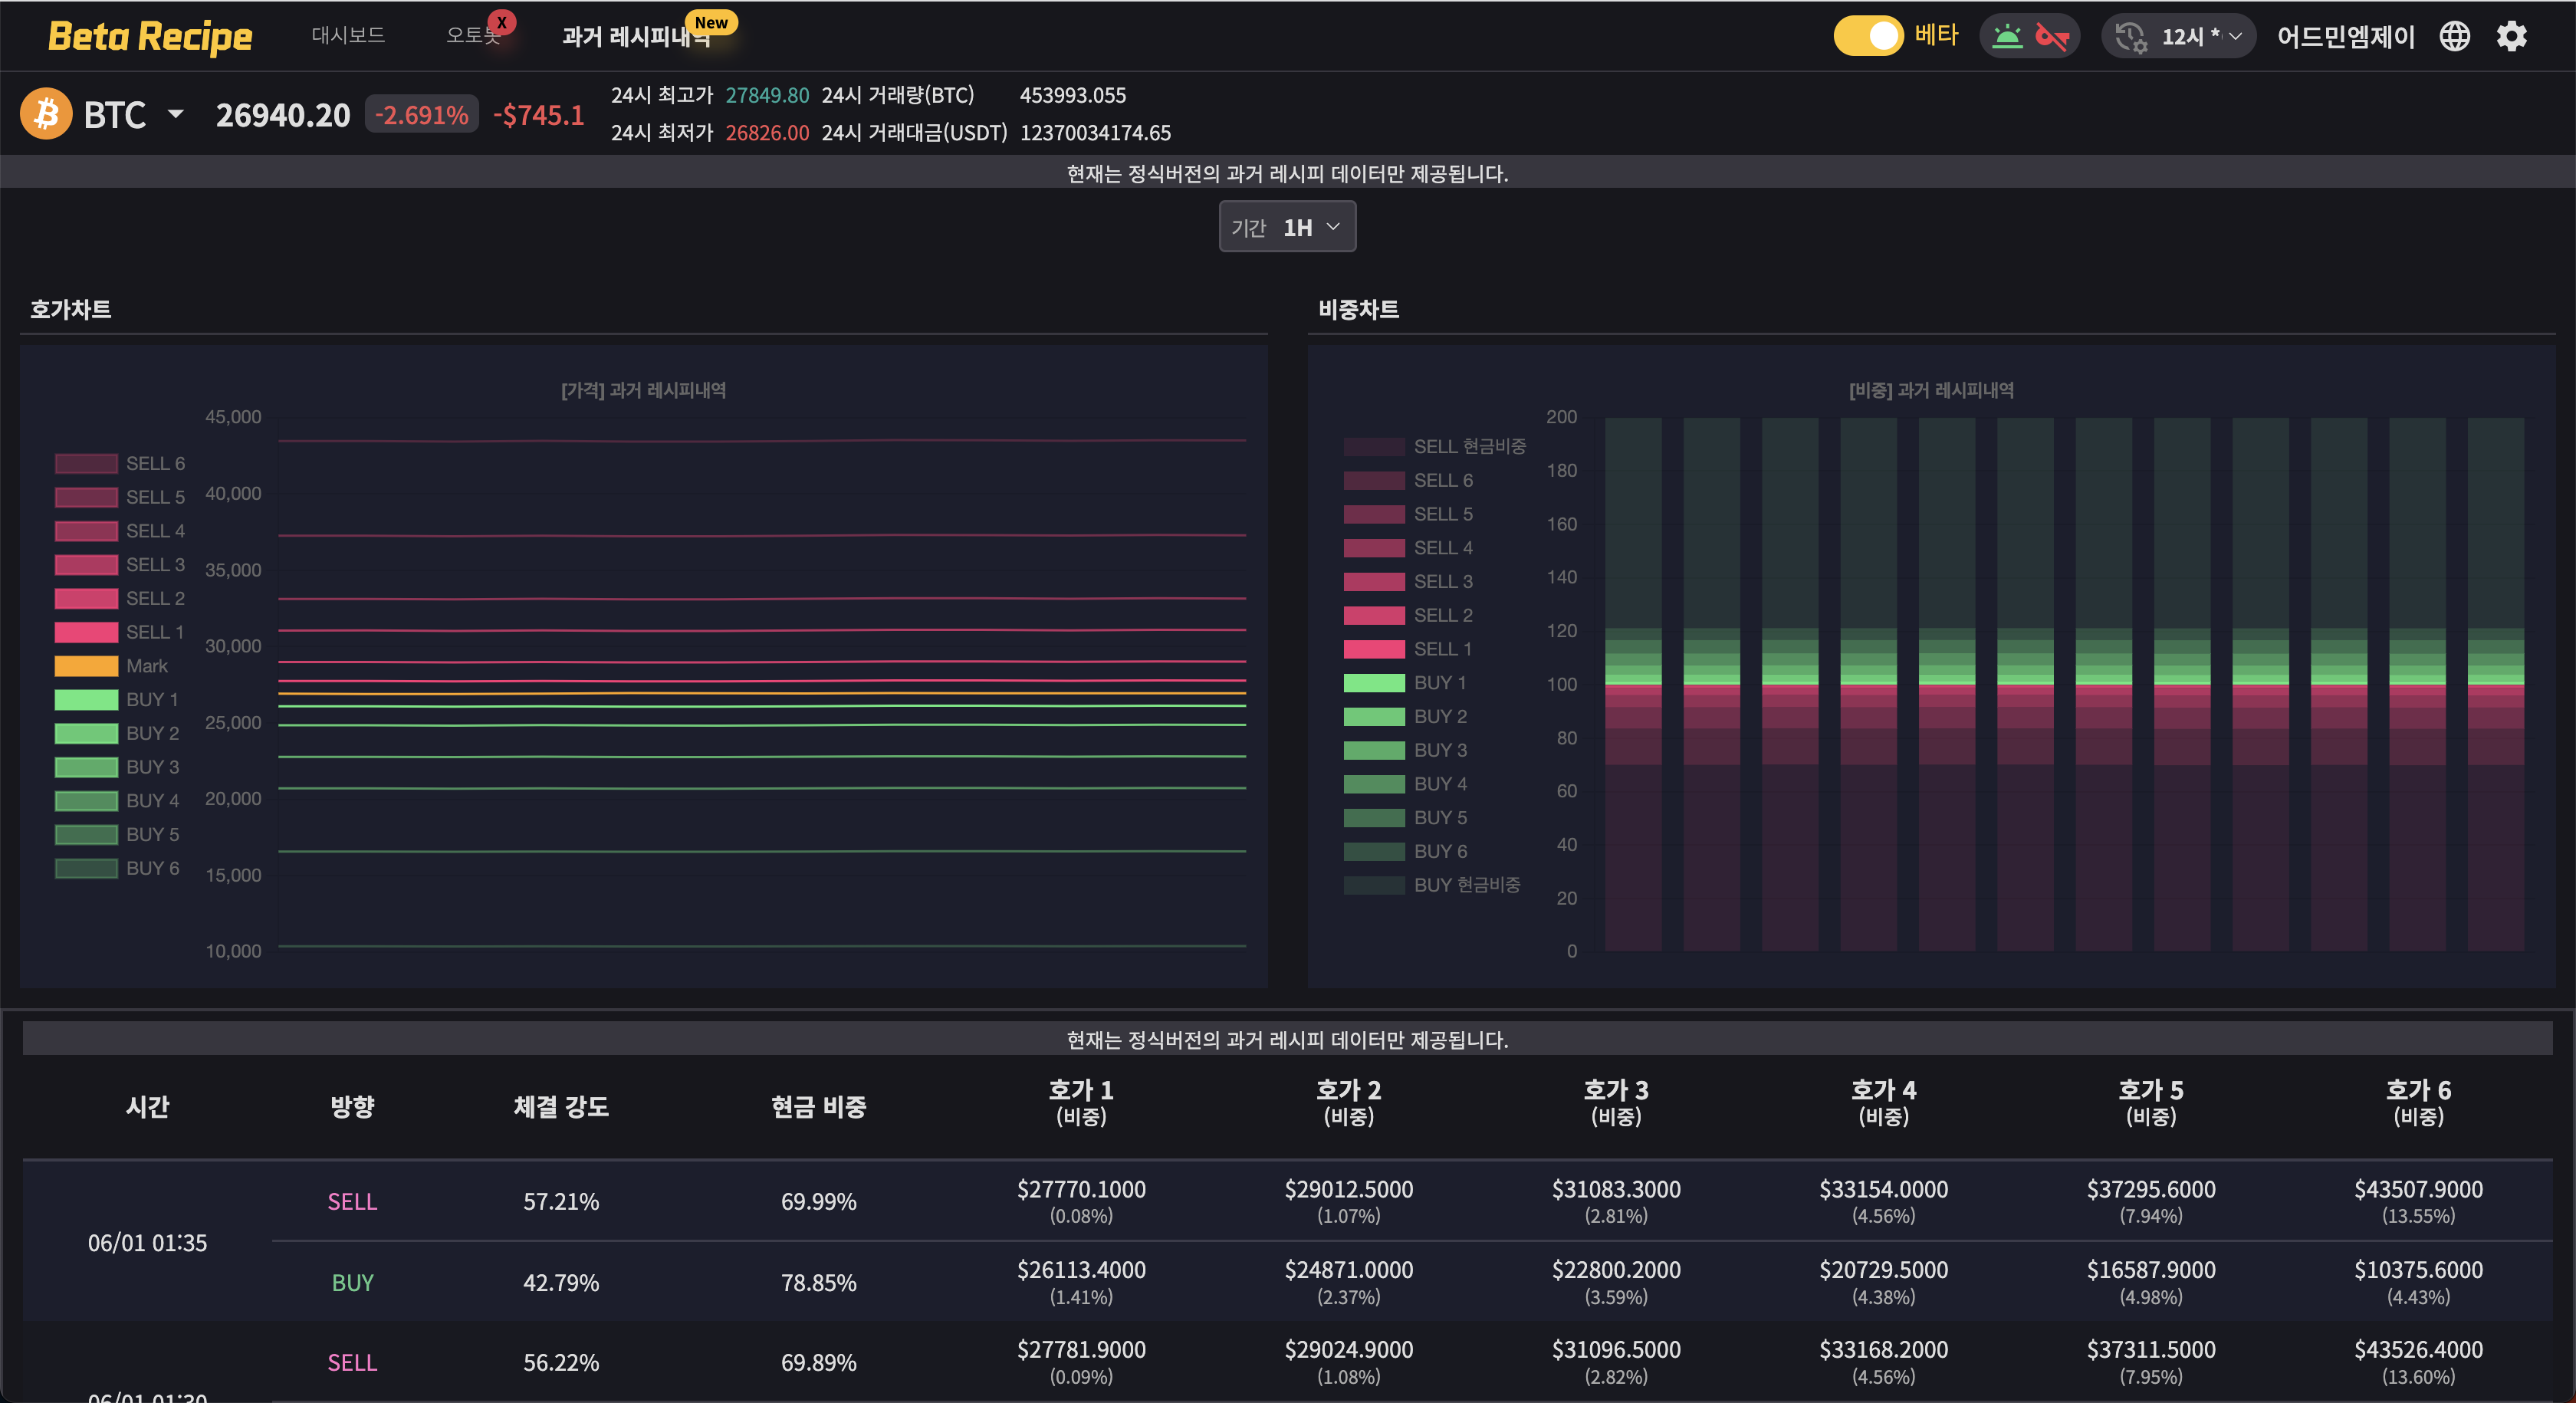 Beta Recipe
대시보드
오토봇
X
과거 레시피내역
New
베타
12시 *
어드민엠제이
BTC
26940.20
-2.691%
-$745.1
24시 최고가 27849.80 24시 거래량(BTC) 453993.055
24시 최저가 26826.00 24시 거래대금(USDT) 12370034174.65
현재는 정식버전의 과거 레시피 데이터만 제공됩니다.
기간 1H
호가차트
[가격] 과거 레시피내역
SELL 6
SELL 5
SELL 4
SELL 3
SELL 2
SELL 1
Mark
BUY 1
BUY 2
BUY 3
BUY 4
BUY 5
BUY 6
45,000
40,000
35,000
30,000
25,000
20,000
15,000
10,000
비중차트
[비중] 과거 레시피내역
SELL 현금비중
SELL 6
SELL 5
SELL 4
SELL 3
SELL 2
SELL 1
BUY 1
BUY 2
BUY 3
BUY 4
BUY 5
BUY 6
BUY 현금비중
200
180
160
140
120
100
80
60
40
20
0
현재는 정식버전의 과거 레시피 데이터만 제공됩니다.
시간 방향 체결 강도 현금 비중 호가 1 호가 2 호가 3 호가 4 호가 5 호가 6
(비중) (비중) (비중) (비중) (비중) (비중)
06/01 01:35
SELL 57.21% 69.99% $27770.1000 $29012.5000 $31083.3000 $33154.0000 $37295.6000 $43507.9000
(0.08%) (1.07%) (2.81%) (4.56%) (7.94%) (13.55%)
BUY 42.79% 78.85% $26113.4000 $24871.0000 $22800.2000 $20729.5000 $16587.9000 $10375.6000
(1.41%) (2.37%) (3.59%) (4.38%) (4.98%) (4.43%)
SELL 56.22% 69.89% $27781.9000 $29024.9000 $31096.5000 $33168.2000 $37311.5000 $43526.4000
(0.09%) (1.08%) (2.82%) (4.56%) (7.95%) (13.60%)
06/01 01:30